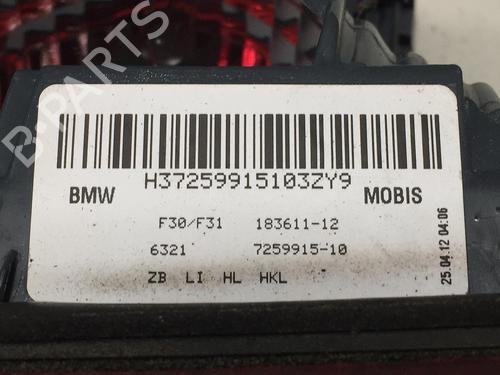 B-PARTS
H37259915103ZY9
BMW MOBIS
F30/F31 183611-12
6321 7259915-10
ZB LI HL HKL
25.04.12 04:06